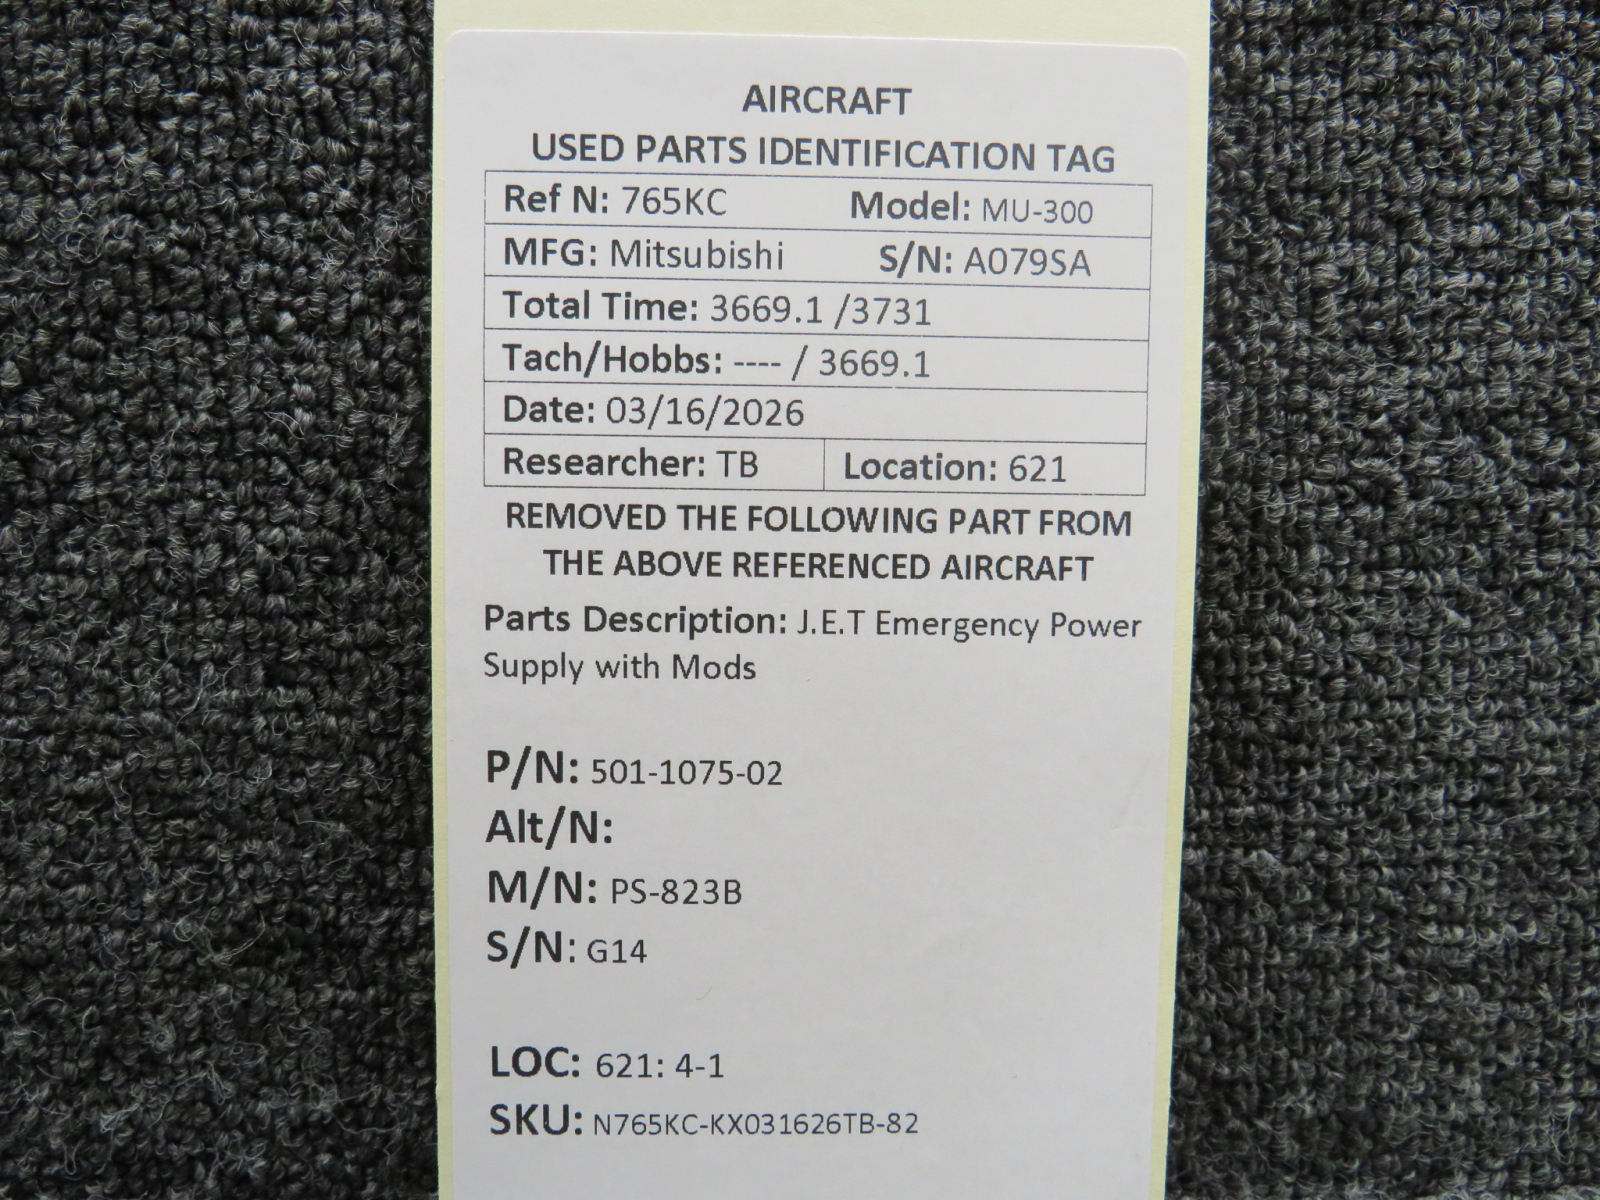 AIRCRAFT
USED PARTS IDENTIFICATION TAG
Ref N: 765KC Model: MU-300
MFG: Mitsubishi S/N: A079SA
Total Time: 3669.1 /3731
Tach/Hobbs: ---- / 3669.1
Date: 03/16/2026
Researcher: TB Location: 621
REMOVED THE FOLLOWING PART FROM
THE ABOVE REFERENCED AIRCRAFT
Parts Description: J.E.T Emergency Power
Supply with Mods
P/N: 501-1075-02
Alt/N:
M/N: PS-823B
S/N: G14
LOC: 621: 4-1
SKU: N765KC-KX031626TB-82